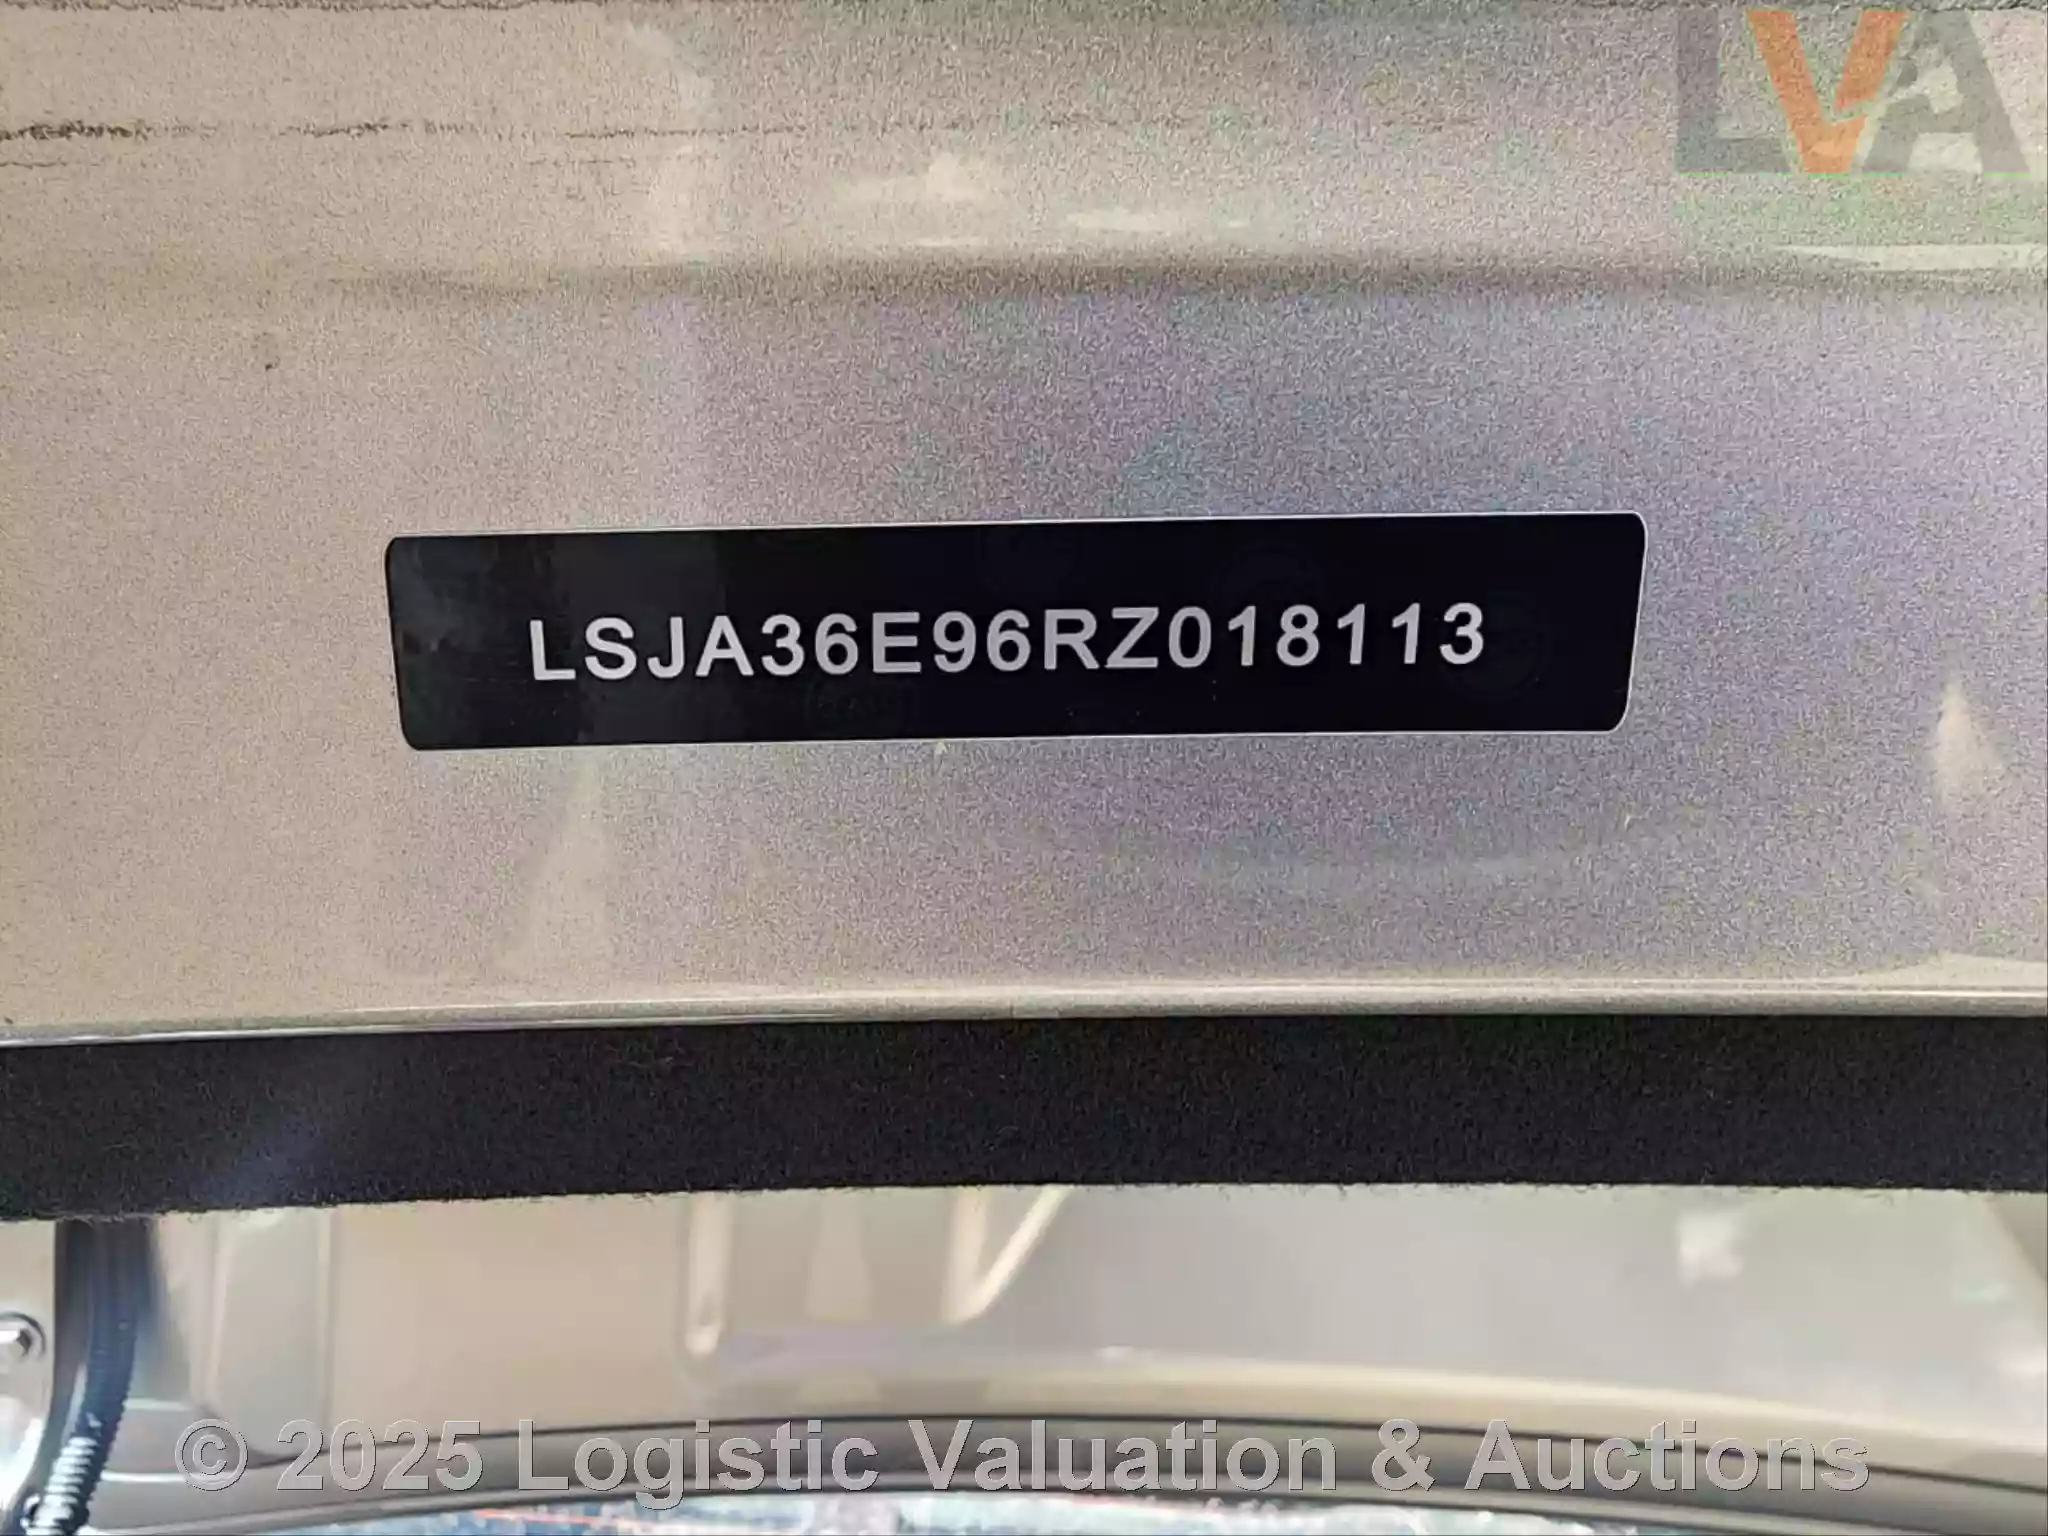 LVA
LSJA36E96RZ018113
© 2025 Logistic Valuation & Auctions